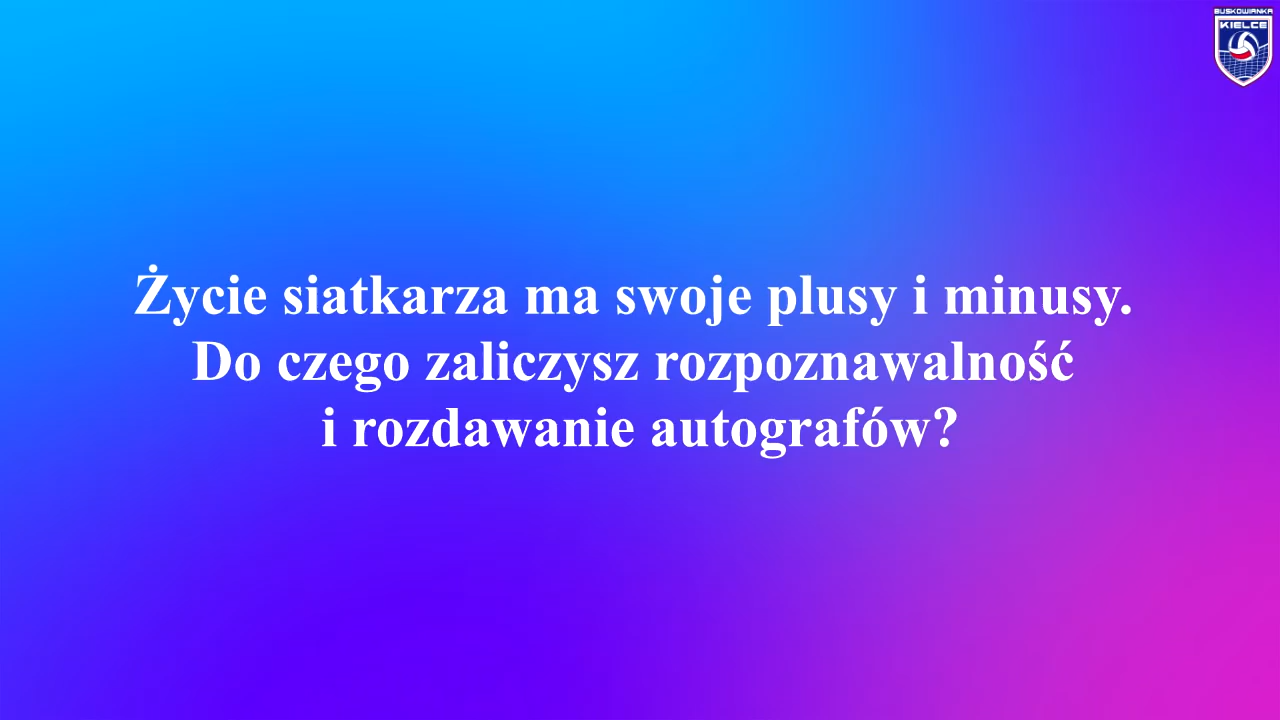 BUSKOWIANKA
KIELCE
Życie siatkarza ma swoje plusy i minusy.
Do czego zaliczysz rozpoznawalność
i rozdawanie autografów?